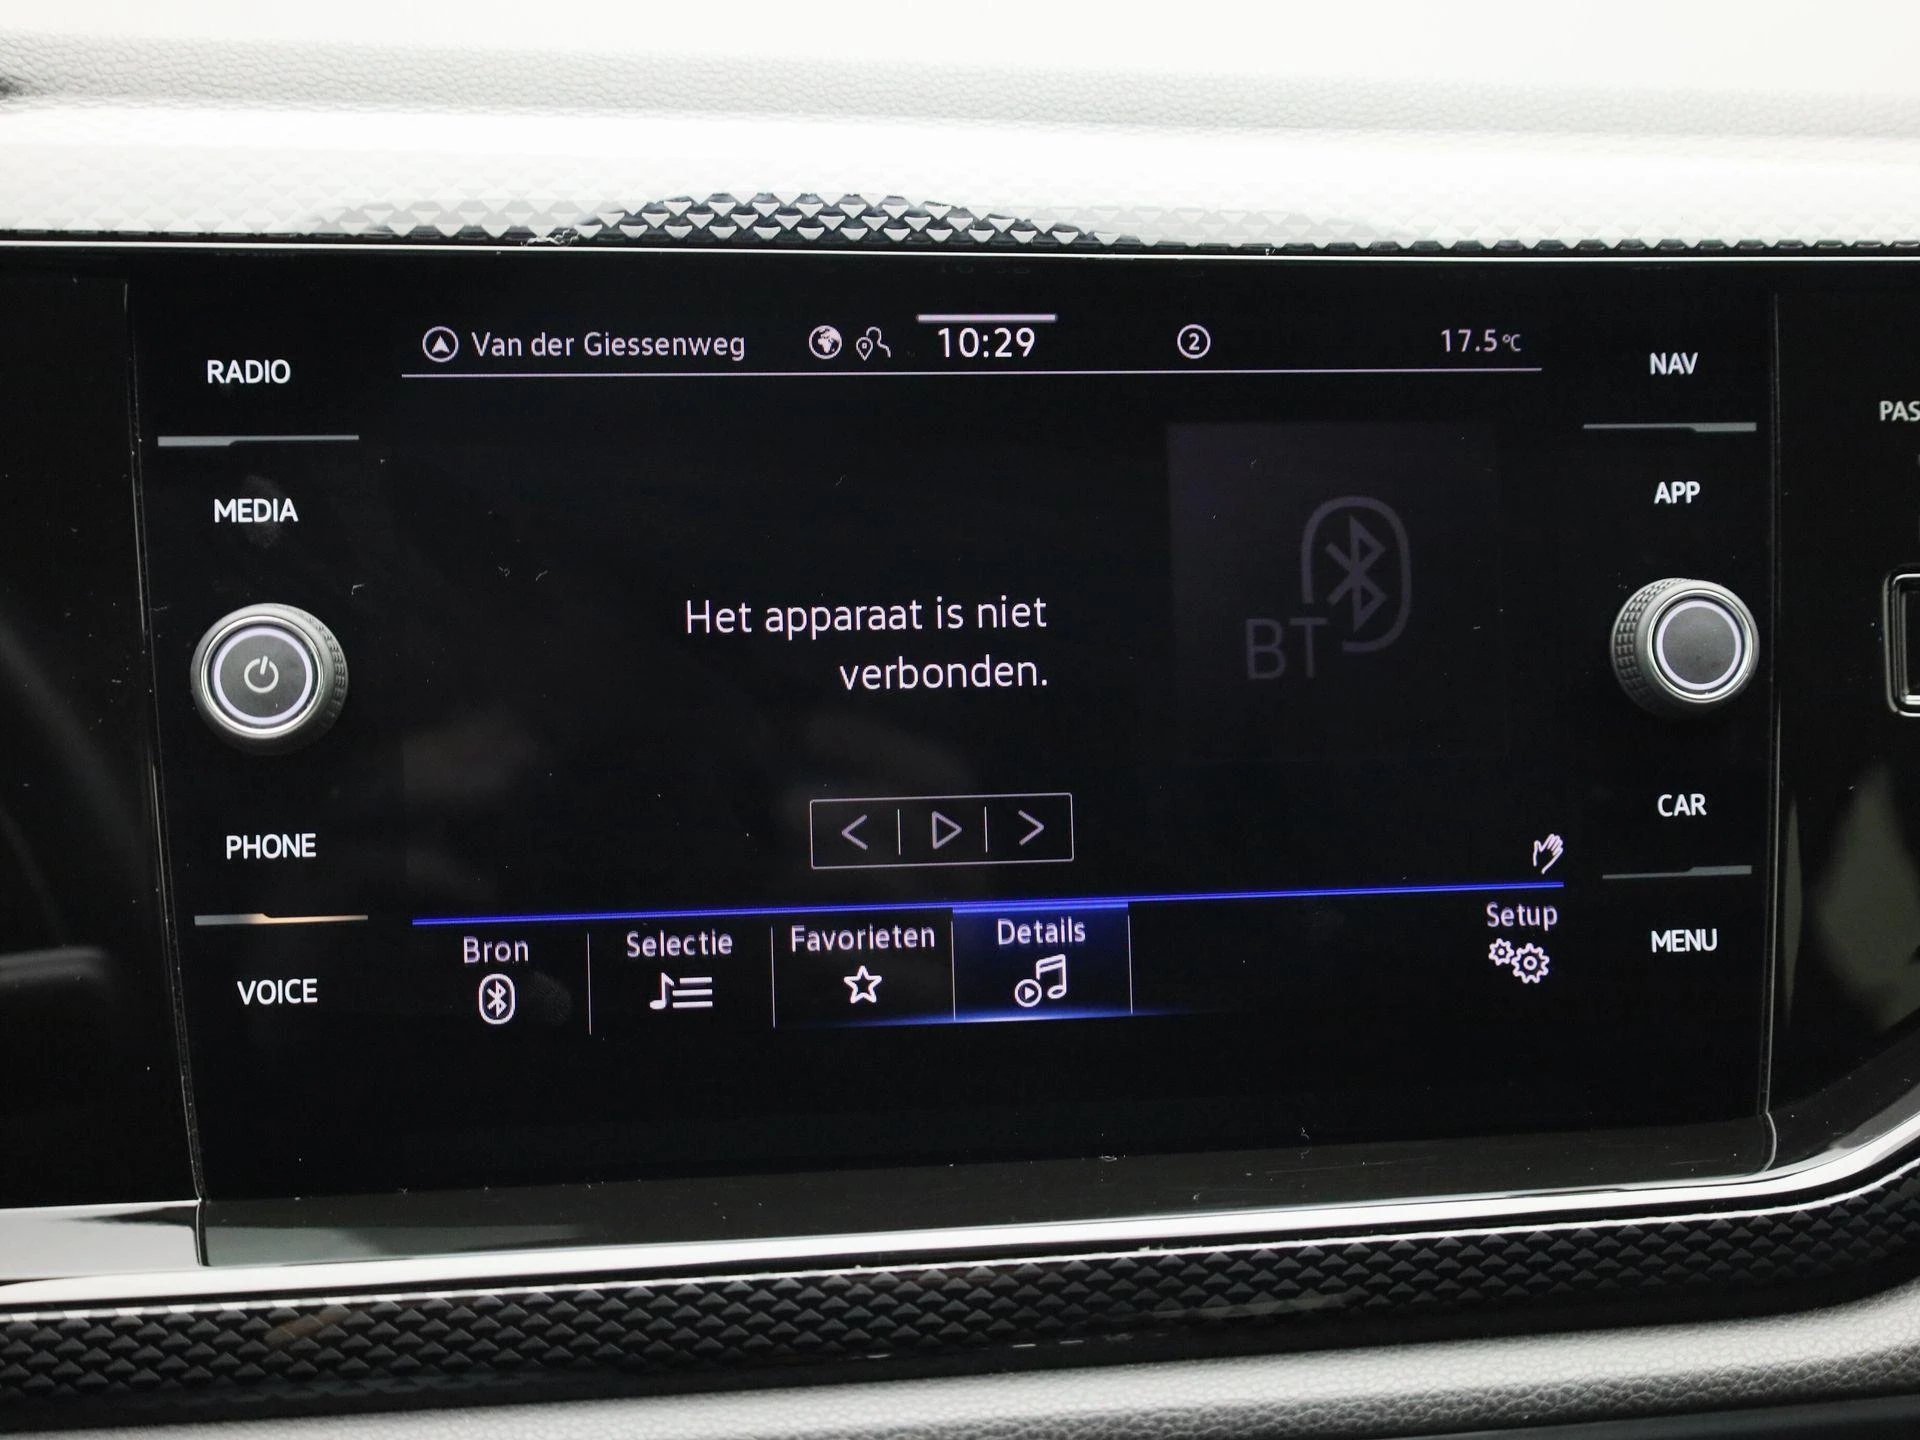 Van der Giessenweg 10:29 2 17.5°C
RADIO
MEDIA
PHONE
VOICE
Het apparaat is niet
verbonden.
BT
Bron
Selectie
Favorieten
Details
Setup
NAV
APP
CAR
MENU
PAS